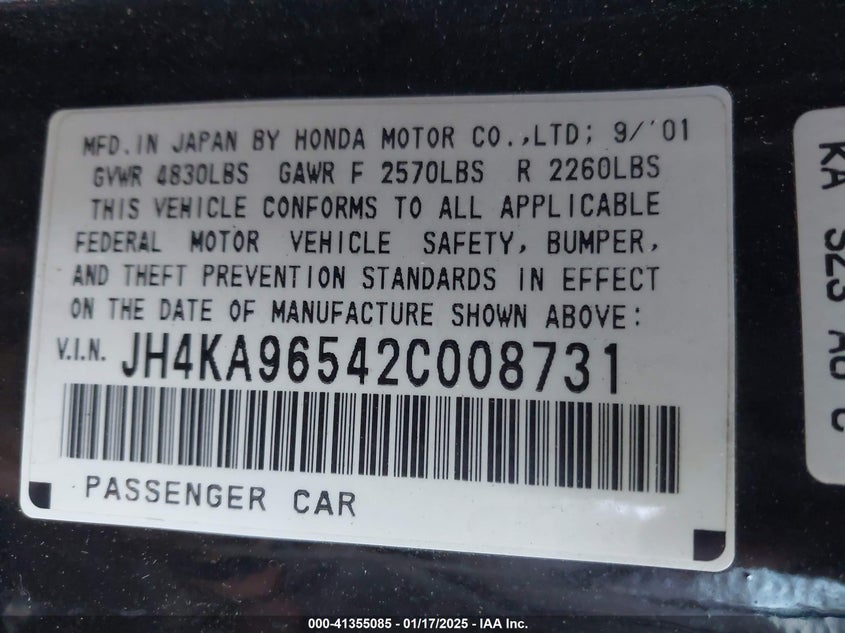 MFD. IN JAPAN BY HONDA MOTOR CO.,LTD; 9/'01
GVWR 4830LBS GAWR F 2570LBS R 2260LBS
THIS VEHICLE CONFORMS TO ALL APPLICABLE
FEDERAL MOTOR VEHICLE SAFETY, BUMPER,
AND THEFT PREVENTION STANDARDS IN EFFECT
ON THE DATE OF MANUFACTURE SHOWN ABOVE:
V.I.N. JH4KA96542C008731
PASSENGER CAR
KA
000-41355085 - 01/17/2025 - IAA Inc.